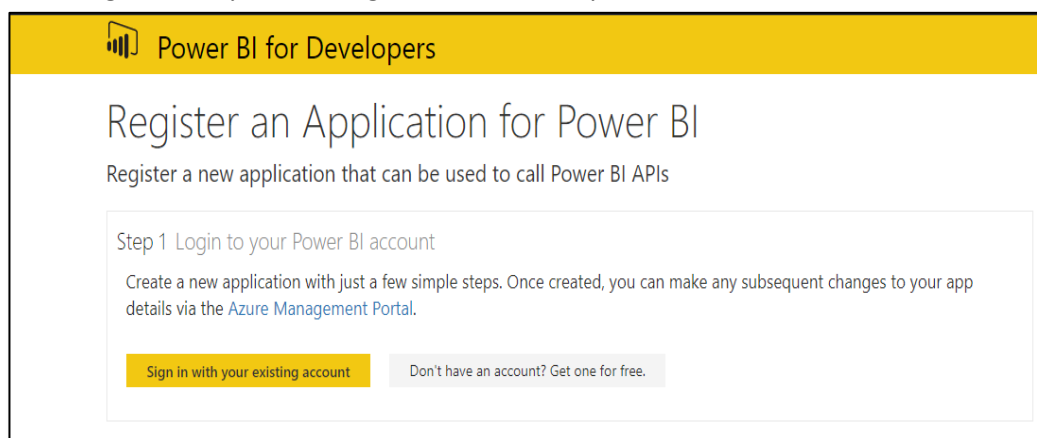 Power BI for Developers
Register an Application for Power BI
Register a new application that can be used to call Power BI APIs
Step 1 Login to your Power BI account
Create a new application with just a few simple steps. Once created, you can make any subsequent changes to your app
details via the Azure Management Portal.
Sign in with your existing account
Don't have an account? Get one for free.